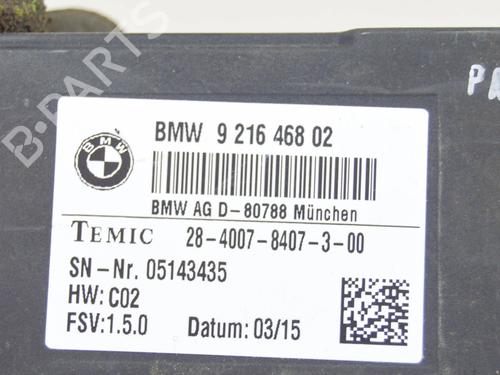 B-PARTS
PA
BMW
BMW 9 216 468 02
BMW AG D-80788 München
TEMIC 28-4007-8407-3-00
SN-Nr. 05143435
HW: C02
FSV:1.5.0 Datum: 03/15